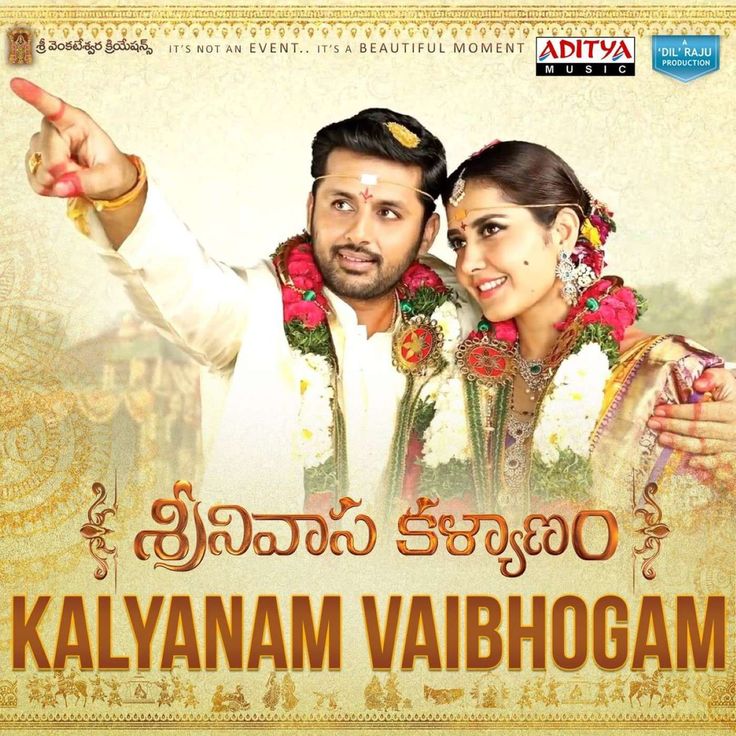 శ్రీ వెంకటేశ్వర క్రియేషన్స్ IT'S NOT AN EVENT.. IT'S A BEAUTIFUL MOMENT
ADITYA
MUSIC
A
'DIL' RAJU
PRODUCTION
శ్రీనివాస కళ్యాణం
KALYANAM VAIBHOGAM